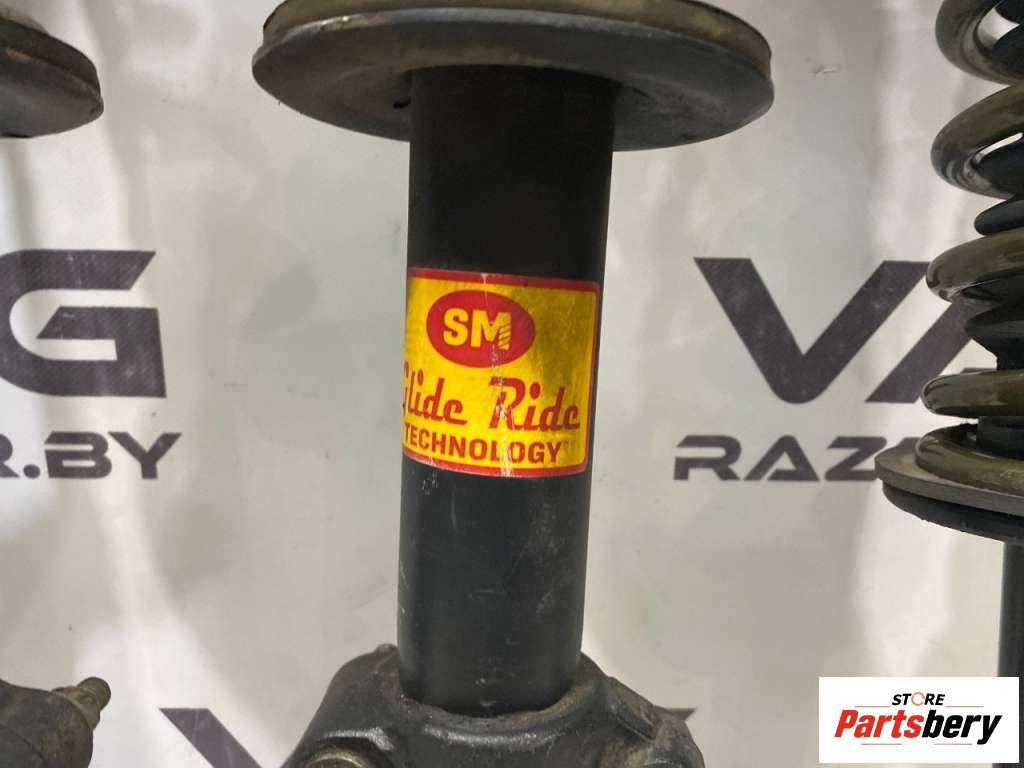 SM
Glide Ride
TECHNOLOGY
G
R.BY
VA
RAZ
STORE
Partsbery